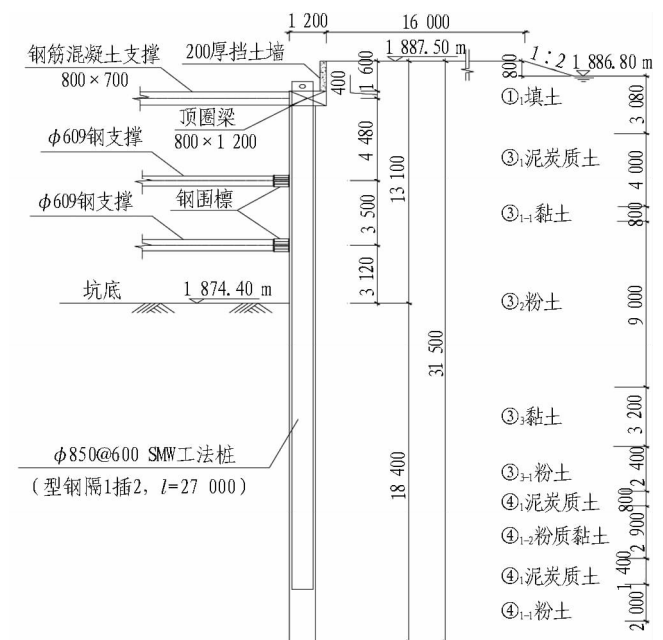 1 200
16 000
钢筋混凝土支撑
800×700
200厚挡土墙
1 887.50 m
1:2
1 886.80 m
800
400
1 600
顶圈梁
800×1 200
①₁填土
3 080
φ609钢支撑
4 480
13 100
③₁泥炭质土
4 000
φ609钢支撑
钢围檩
3 500
③₁₋₁黏土
800
坑底
1 874.40 m
3 120
③₂粉土
9 000
31 500
③₃黏土
3 200
φ850@600 SMW工法桩
(型钢隔1插2, l=27 000)
18 400
③₃₋₁粉土
2 400
④₁泥炭质土
800
④₁₋₂粉质黏土
2 900
④₁泥炭质土
1 400
④₁₋₁粉土
2 000